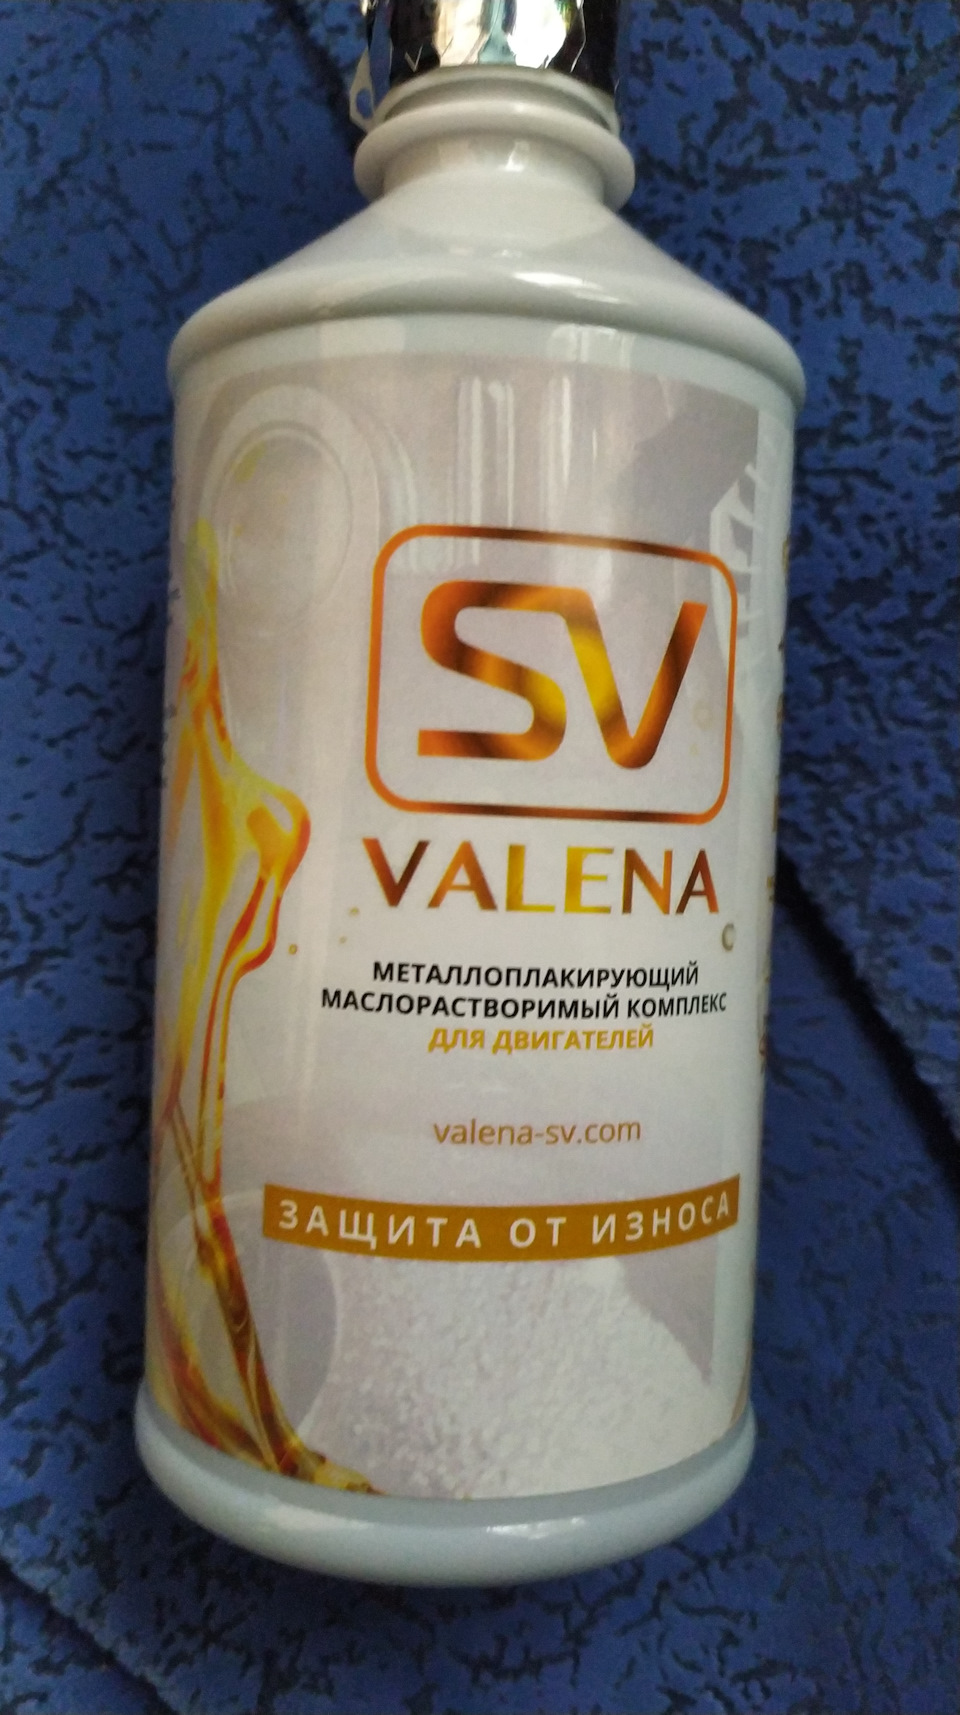 SV
VALENA
МЕТАЛЛОПЛАКИРУЮЩИЙ
МАСЛОРАСТВОРИМЫЙ КОМПЛЕКС
ДЛЯ ДВИГАТЕЛЕЙ
valena-sv.com
ЗАЩИТА ОТ ИЗНОСА